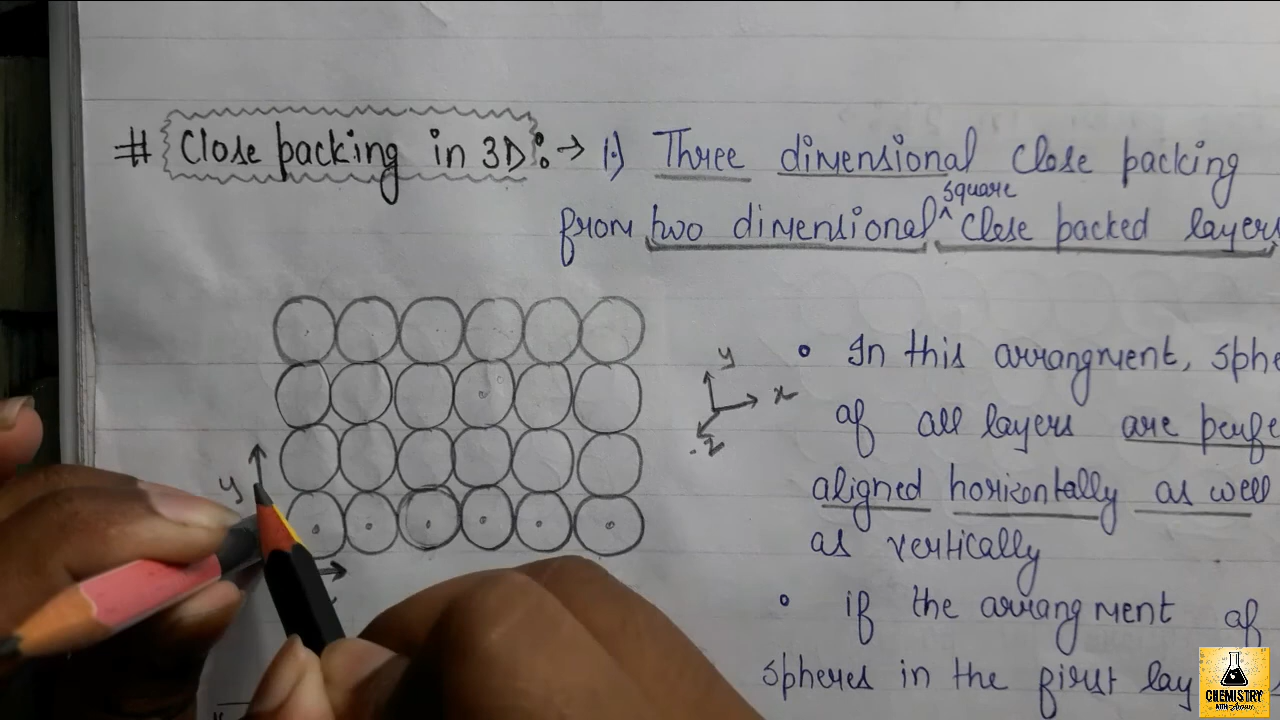 # Close packing in 3D :→ 1.) Three dimensional close packing
from two dimensional ^ square close packed layers
y
x
z
• In this arrangment, sphe
of all layers are perfe
aligned horizontally as well
as vertically
y
• if the arrangment of
spheres in the first lay
CHEMISTRY